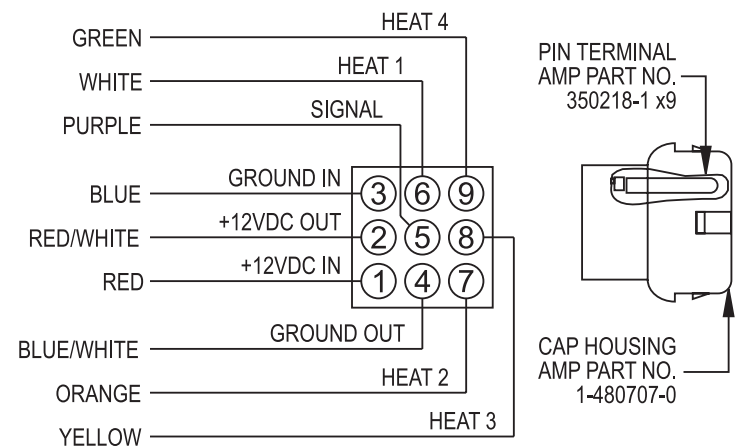 GREEN HEAT 4
WHITE HEAT 1
PURPLE SIGNAL
BLUE GROUND IN 3 6 9
RED/WHITE +12VDC OUT 2 5 8
RED +12VDC IN 1 4 7
BLUE/WHITE GROUND OUT
ORANGE HEAT 2
YELLOW HEAT 3
PIN TERMINAL
AMP PART NO.
350218-1 x9
CAP HOUSING
AMP PART NO.
1-480707-0